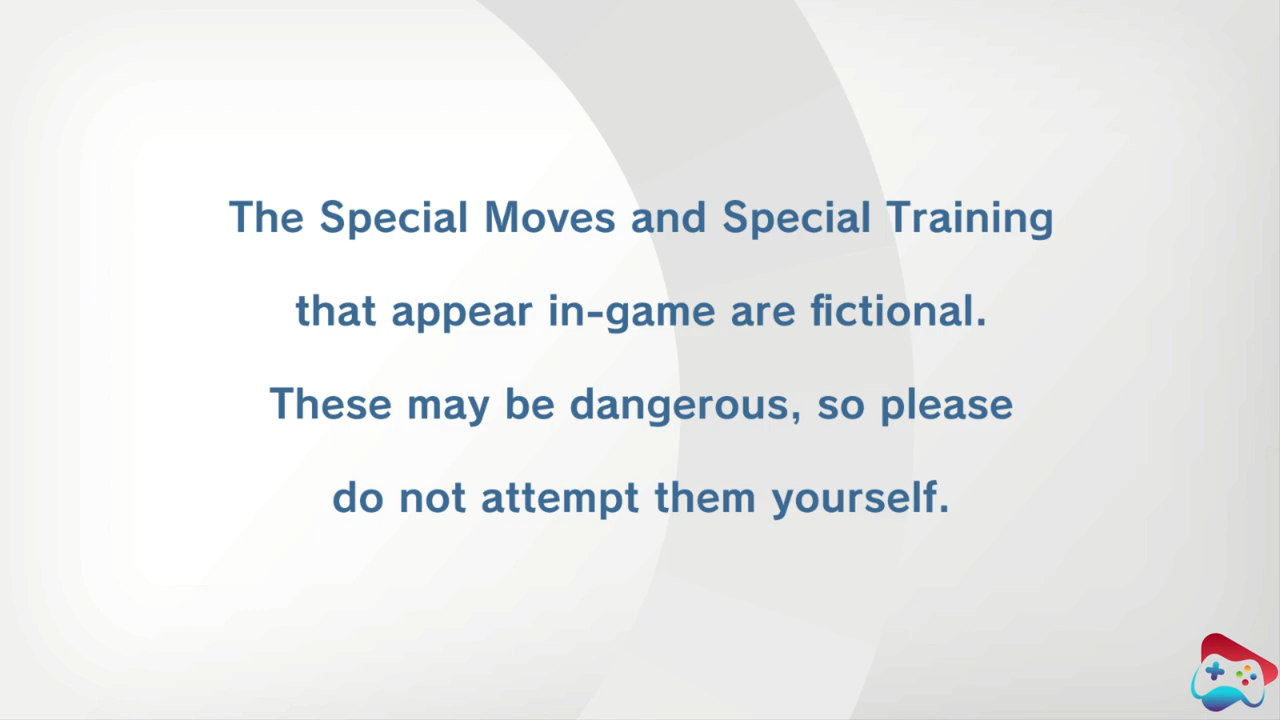 The Special Moves and Special Training
that appear in-game are fictional.
These may be dangerous, so please
do not attempt them yourself.